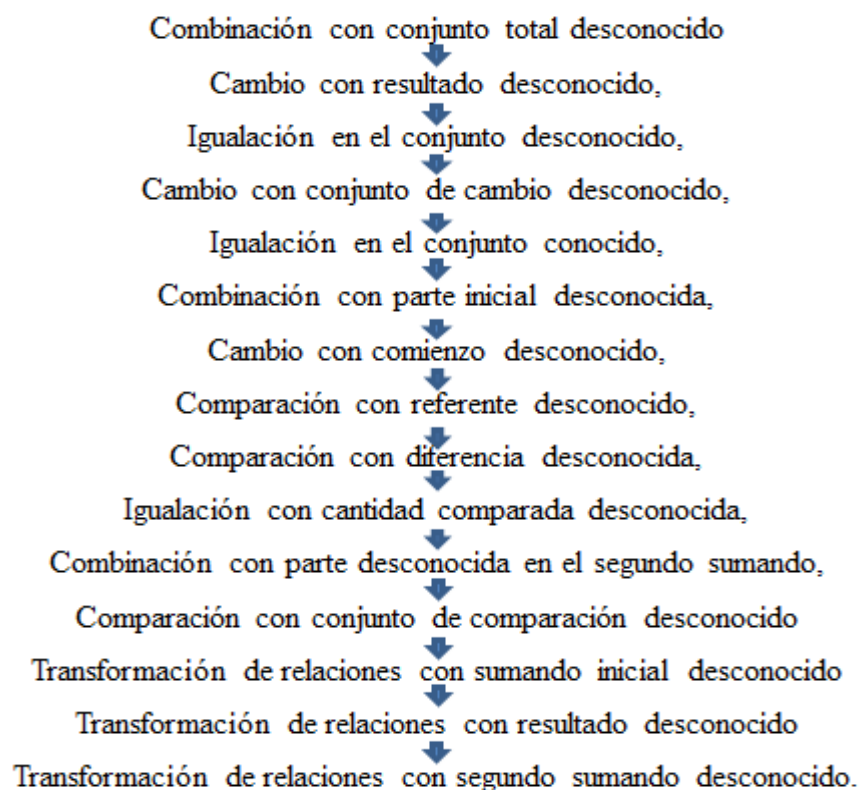 Combinación con conjunto total desconocido
Cambio con resultado desconocido,
Igualación en el conjunto desconocido,
Cambio con conjunto de cambio desconocido,
Igualación en el conjunto conocido,
Combinación con parte inicial desconocida,
Cambio con comienzo desconocido,
Comparación con referente desconocido,
Comparación con diferencia desconocida,
Igualación con cantidad comparada desconocida,
Combinación con parte desconocida en el segundo sumando,
Comparación con conjunto de comparación desconocido
Transformación de relaciones con sumando inicial desconocido
Transformación de relaciones con resultado desconocido
Transformación de relaciones con segundo sumando desconocido.